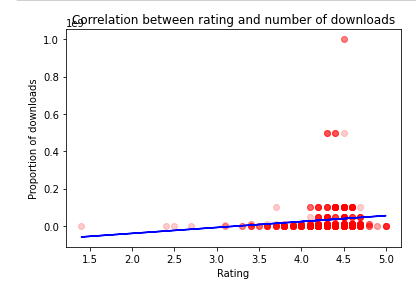 Correlation between rating and number of downloads
1e9
1.0
0.8
0.6
0.4
0.2
0.0
Proportion of downloads
1.5 2.0 2.5 3.0 3.5 4.0 4.5 5.0
Rating